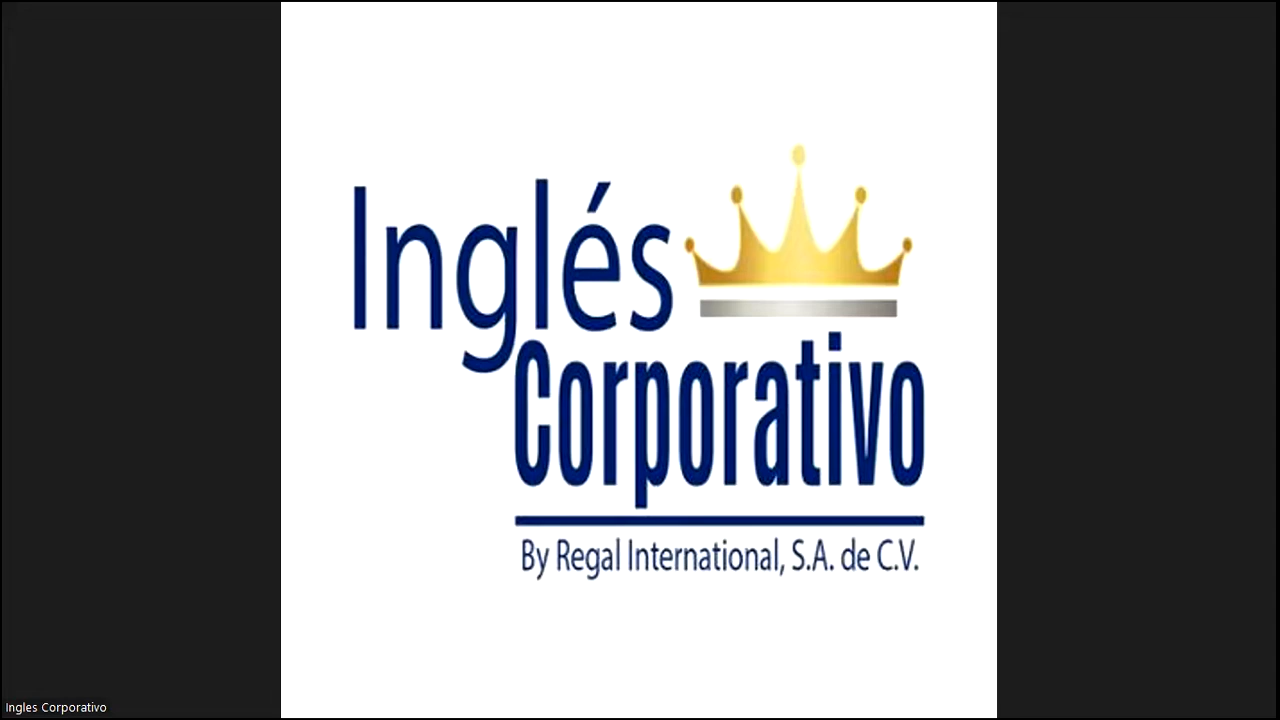 Inglés
Corporativo
By Regal International, S.A. de C.V.
Ingles Corporativo